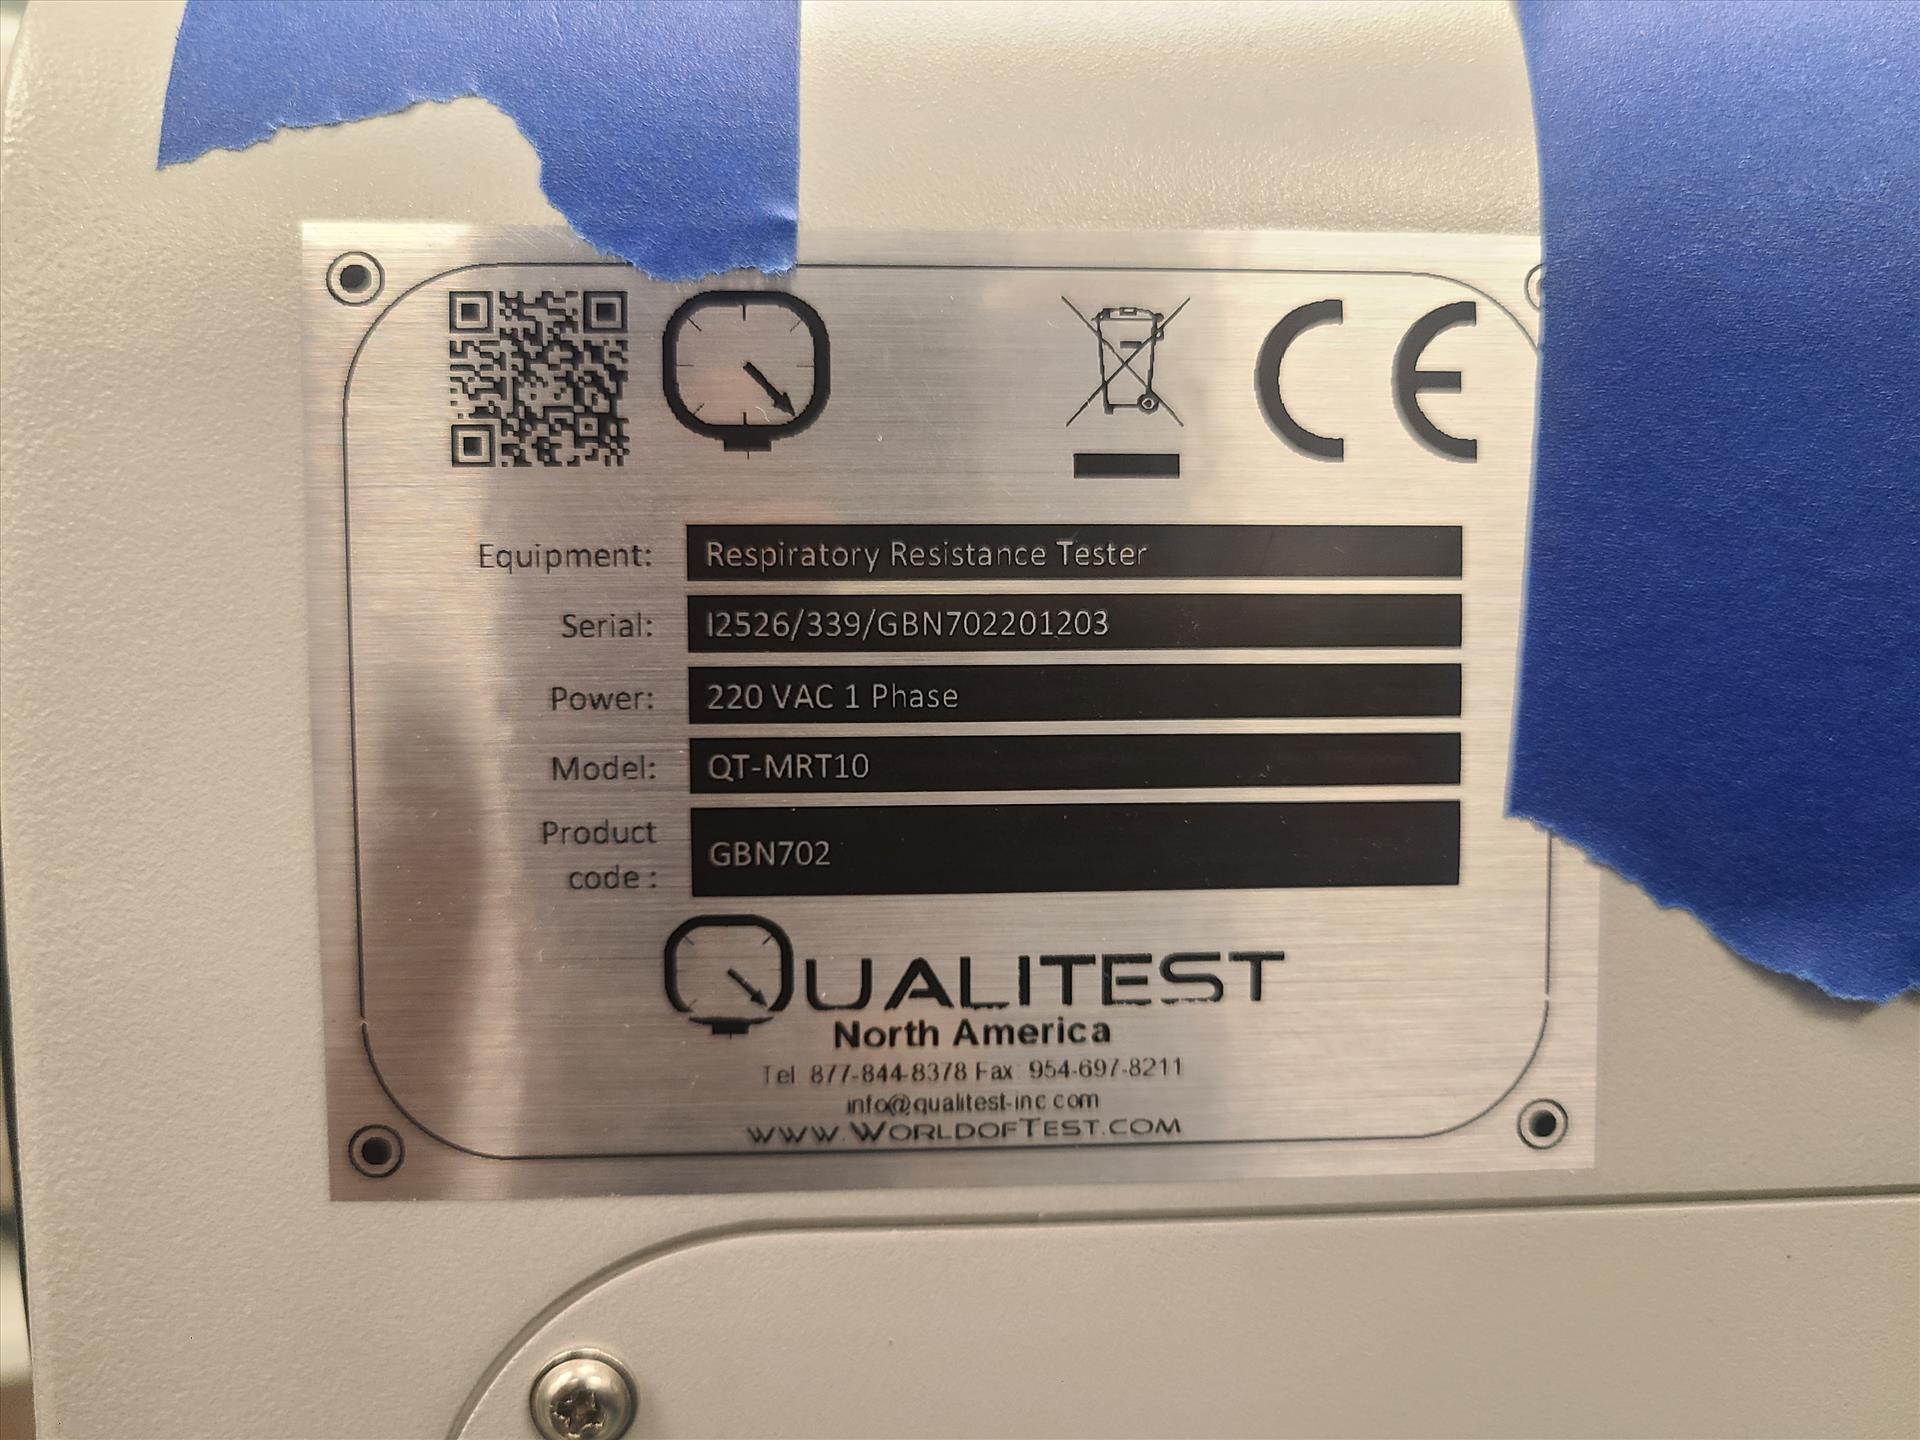 CE
Equipment: Respiratory Resistance Tester
Serial: I2526/339/GBN702201203
Power: 220 VAC 1 Phase
Model: QT-MRT10
Product
code : GBN702
QUALITEST
North America
Tel 877-844-8378 Fax 954-697-8211
info@qualitest-inc.com
WWW.WORLDOFTEST.COM